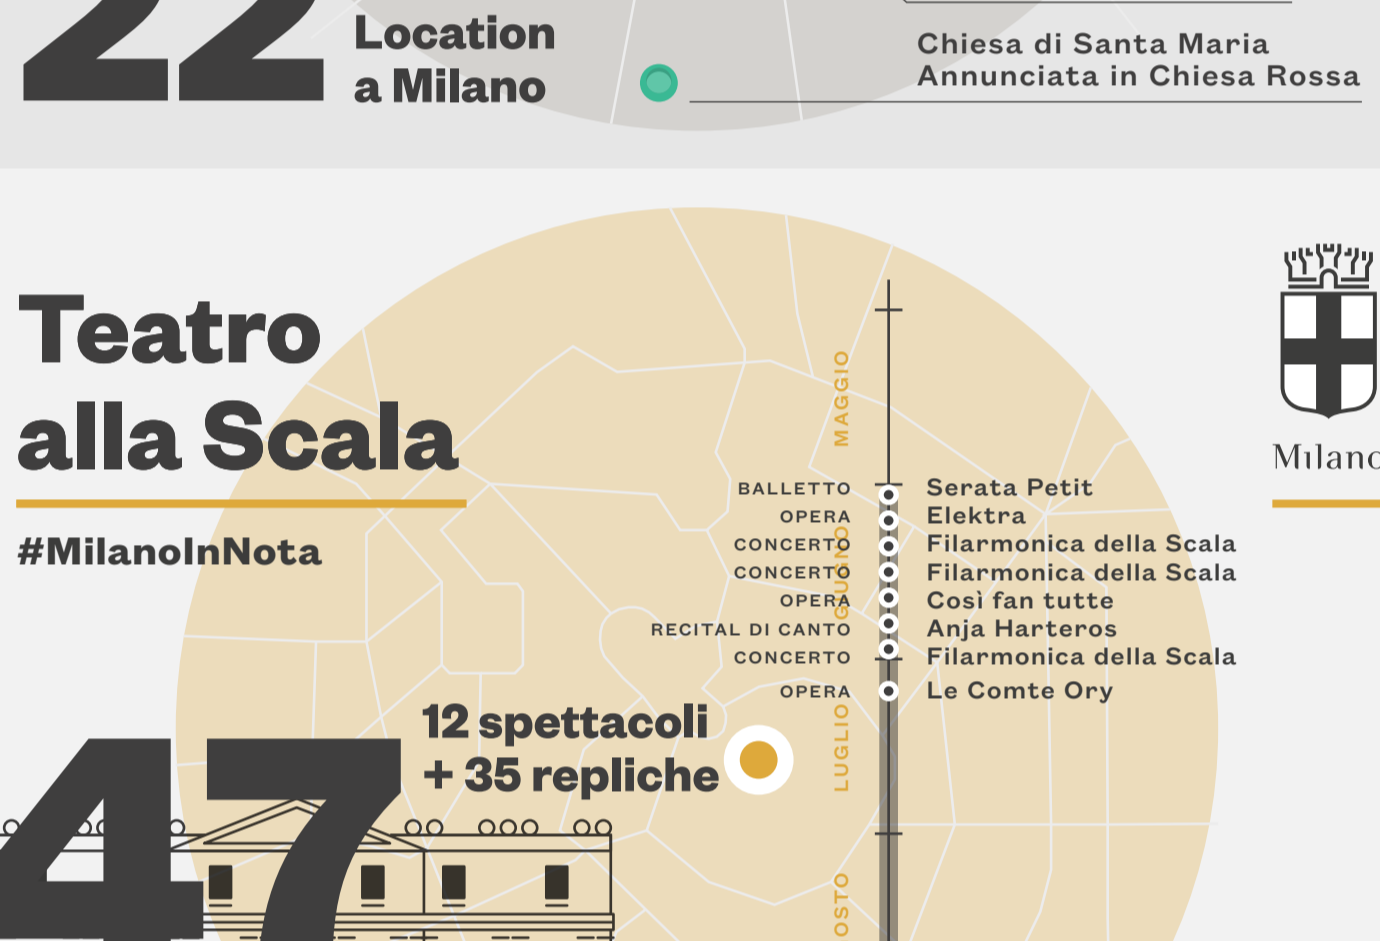 22
Location
a Milano
Chiesa di Santa Maria
Annunciata in Chiesa Rossa
Teatro
alla Scala
#MilanoInNota
Milano
MAGGIO
BALLETTO Serata Petit
OPERA Elektra
CONCERTO Filarmonica della Scala
CONCERTO Filarmonica della Scala
OPERA Così fan tutte
RECITAL DI CANTO Anja Harteros
CONCERTO Filarmonica della Scala
GIUGNO
OPERA Le Comte Ory
LUGLIO
47
12 spettacoli
+ 35 repliche
OSTO